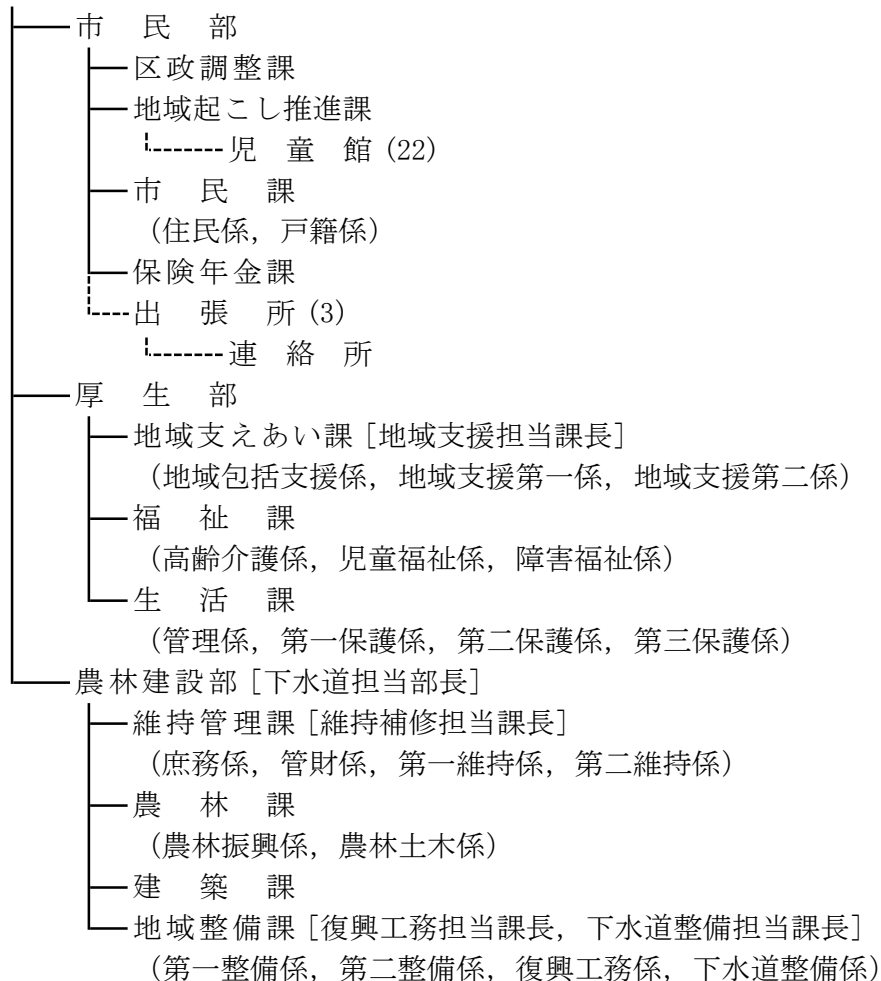 市　民　部
区政調整課
地域起こし推進課
児　童　館(22)
市　民　課
(住民係，戸籍係)
保険年金課
出　張　所(3)
連　絡　所
厚　生　部
地域支えあい課[地域支援担当課長]
(地域包括支援係，地域支援第一係，地域支援第二係)
福　祉　課
(高齢介護係，児童福祉係，障害福祉係)
生　活　課
(管理係，第一保護係，第二保護係，第三保護係)
農林建設部[下水道担当部長]
維持管理課[維持補修担当課長]
(庶務係，管財係，第一維持係，第二維持係)
農　林　課
(農林振興係，農林土木係)
建　築　課
地域整備課[復興工務担当課長，下水道整備担当課長]
(第一整備係，第二整備係，復興工務係，下水道整備係)